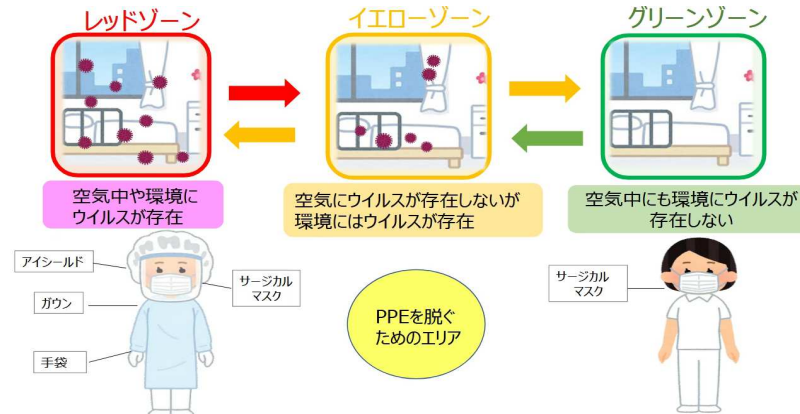 レッドゾーン
イエローゾーン
グリーンゾーン
空気中や環境に
ウイルスが存在
空気にウイルスが存在しないが
環境にはウイルスが存在
空気中にも環境にウイルスが
存在しない
アイシールド
ガウン
手袋
サージカル
マスク
PPEを脱ぐ
ためのエリア
サージカル
マスク